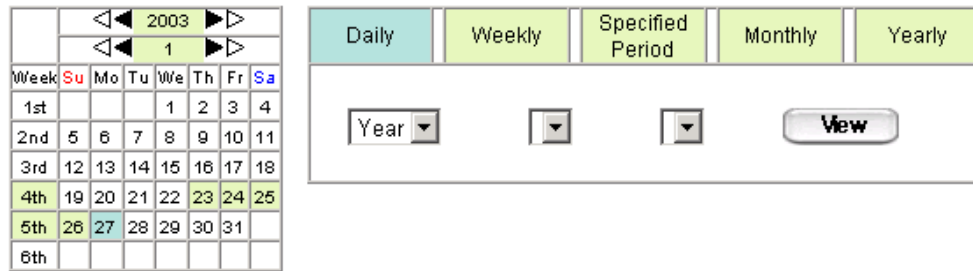 2003
1
Week Su Mo Tu We Th Fr Sa
1st 1 2 3 4
2nd 5 6 7 8 9 10 11
3rd 12 13 14 15 16 17 18
4th 19 20 21 22 23 24 25
5th 26 27 28 29 30 31
6th
Daily Weekly Specified Period Monthly Yearly
Year View